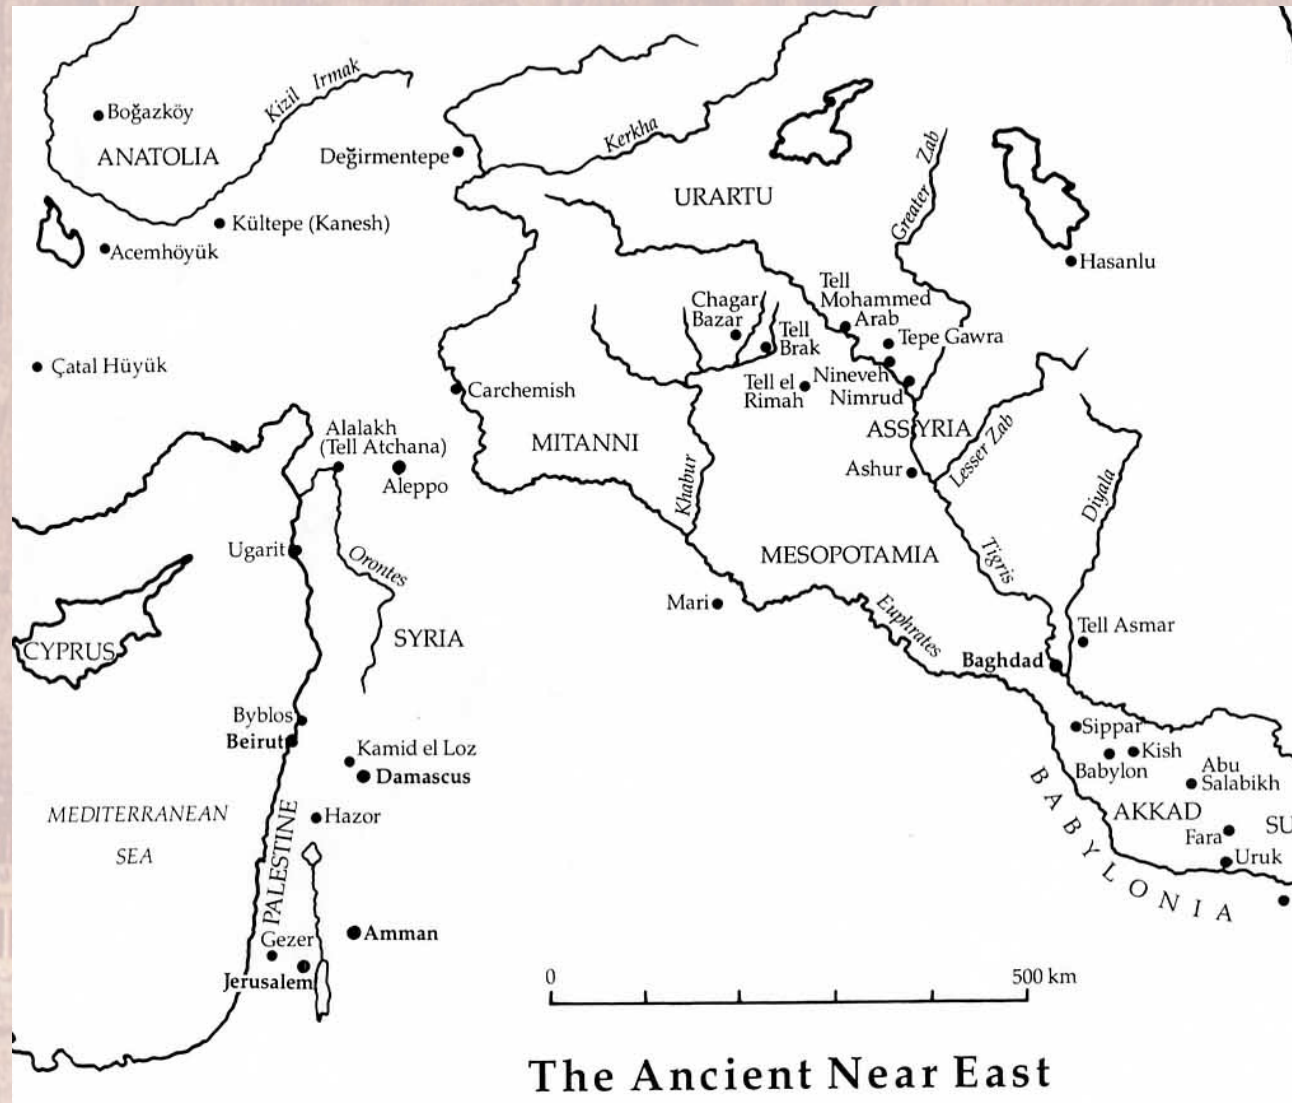 Boğazköy
Kizil Irmak
ANATOLIA
Değirmentepe
Kerkha
URARTU
Greater Zab
Kültepe (Kanesh)
Acemhöyük
Hasanlu
Tell
Mohammed
Arab
Chagar
Bazar
Tell
Brak
Tepe Gawra
Çatal Hüyük
Carchemish
Tell el
Rimah
Nineveh
Nimrud
Alalakh
(Tell Atchana)
Aleppo
MITANNI
ASSYRIA
Lesser Zab
Khabur
Ashur
Diyala
Ugarit
Orontes
MESOPOTAMIA
Tigris
Mari
Euphrates
Tell Asmar
CYPRUS
SYRIA
Baghdad
Byblos
Beirut
Kamid el Loz
Damascus
Sippar
Kish
Babylon
Abu
Salabikh
BABYLONIA
AKKAD
SU
Fara
Uruk
MEDITERRANEAN
SEA
PALESTINE
Hazor
Amman
Gezer
Jerusalem
0 500 km
The Ancient Near East